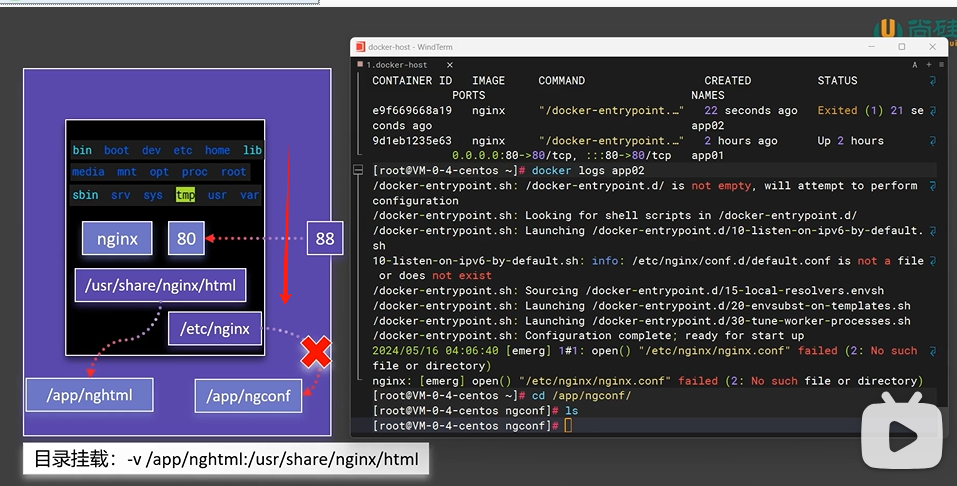 尚硅
docker-host - WindTerm
1.docker-host
CONTAINER ID IMAGE COMMAND CREATED STATUS
PORTS NAMES
e9f669668a19 nginx "/docker-entrypoint.…" 22 seconds ago Exited (1) 21 se
conds ago app02
9d1eb1235e63 nginx "/docker-entrypoint.…" 2 hours ago Up 2 hours
0.0.0.0:80->80/tcp, :::80->80/tcp app01
[root@VM-0-4-centos ~]# docker logs app02
/docker-entrypoint.sh: /docker-entrypoint.d/ is not empty, will attempt to perform
configuration
/docker-entrypoint.sh: Looking for shell scripts in /docker-entrypoint.d/
/docker-entrypoint.sh: Launching /docker-entrypoint.d/10-listen-on-ipv6-by-default.
sh
10-listen-on-ipv6-by-default.sh: info: /etc/nginx/conf.d/default.conf is not a file
or does not exist
/docker-entrypoint.sh: Sourcing /docker-entrypoint.d/15-local-resolvers.envsh
/docker-entrypoint.sh: Launching /docker-entrypoint.d/20-envsubst-on-templates.sh
/docker-entrypoint.sh: Launching /docker-entrypoint.d/30-tune-worker-processes.sh
/docker-entrypoint.sh: Configuration complete; ready for start up
2024/05/16 04:06:40 [emerg] 1#1: open() "/etc/nginx/nginx.conf" failed (2: No such
file or directory)
nginx: [emerg] open() "/etc/nginx/nginx.conf" failed (2: No such file or directory)
[root@VM-0-4-centos ~]# cd /app/ngconf/
[root@VM-0-4-centos ngconf]# ls
[root@VM-0-4-centos ngconf]#
bin boot dev etc home lib
media mnt opt proc root
sbin srv sys tmp usr var
nginx 80 88
/usr/share/nginx/html
/etc/nginx
/app/nghtml /app/ngconf
目录挂载：-v /app/nghtml:/usr/share/nginx/html